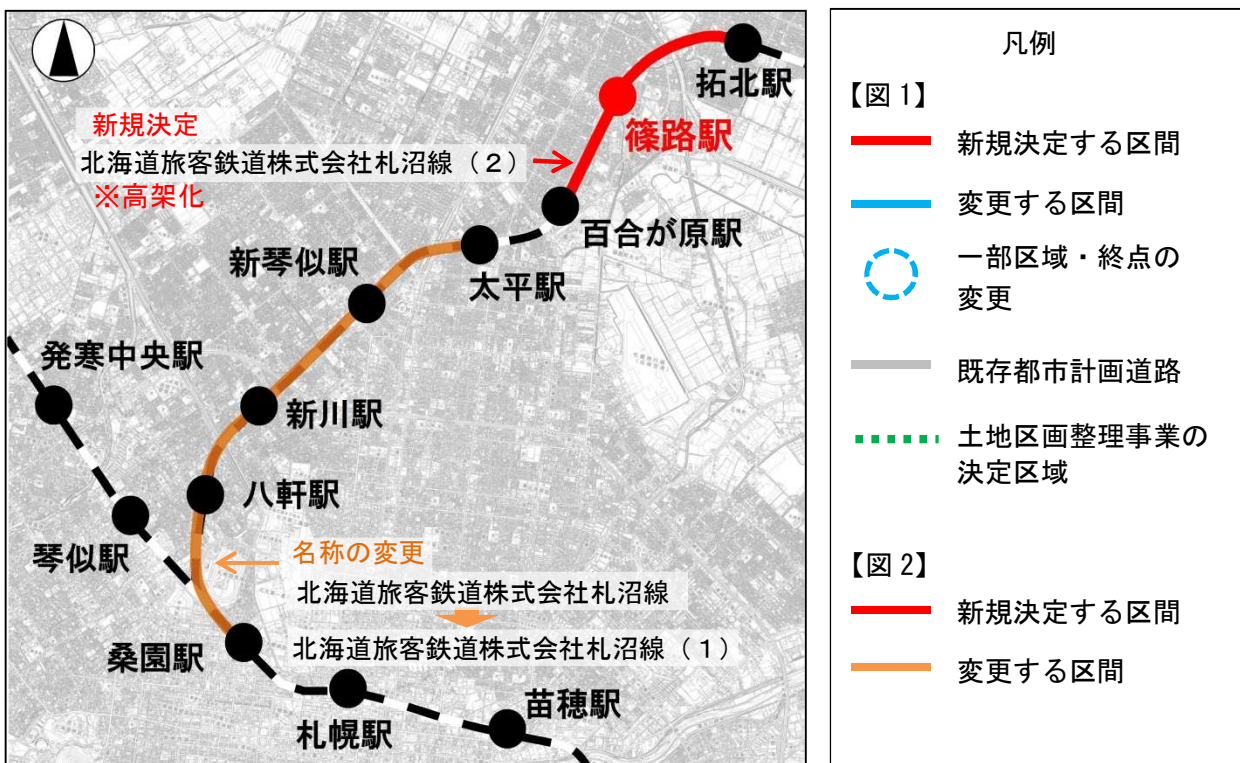 拓北駅
新規決定
篠路駅
北海道旅客鉄道株式会社札沼線（２）
※高架化
百合が原駅
新琴似駅
太平駅
発寒中央駅
新川駅
八軒駅
琴似駅
名称の変更
北海道旅客鉄道株式会社札沼線
北海道旅客鉄道株式会社札沼線（１）
桑園駅
苗穂駅
札幌駅
凡例
【図１】
新規決定する区間
変更する区間
一部区域・終点の
変更
既存都市計画道路
土地区画整理事業の
決定区域
【図２】
新規決定する区間
変更する区間